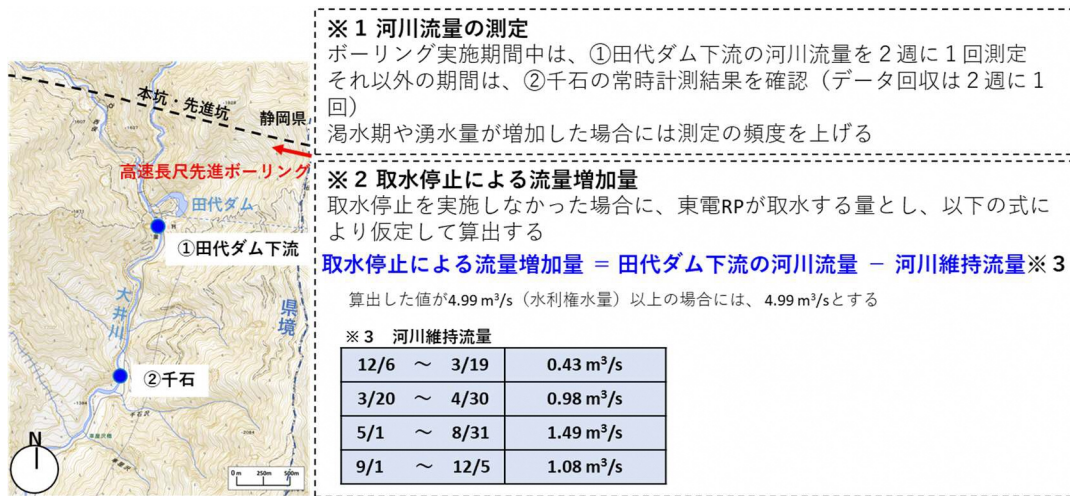 本坑・先進坑
静岡県
高速長尺先進ボーリング
田代ダム
①田代ダム下流
大井川
県境
②千石
N
0m 250m 500m
※1 河川流量の測定
ボーリング実施期間中は、①田代ダム下流の河川流量を2週に1回測定
それ以外の期間は、②千石の常時計測結果を確認（データ回収は2週に1
回）
渇水期や湧水量が増加した場合には測定の頻度を上げる
※2 取水停止による流量増加量
取水停止を実施しなかった場合に、東電RPが取水する量とし、以下の式に
より仮定して算出する
取水停止による流量増加量 ＝ 田代ダム下流の河川流量 − 河川維持流量※3
算出した値が4.99 m³/s（水利権水量）以上の場合には、4.99 m³/sとする
※3 河川維持流量
12/6 ～ 3/19 0.43 m³/s
3/20 ～ 4/30 0.98 m³/s
5/1 ～ 8/31 1.49 m³/s
9/1 ～ 12/5 1.08 m³/s